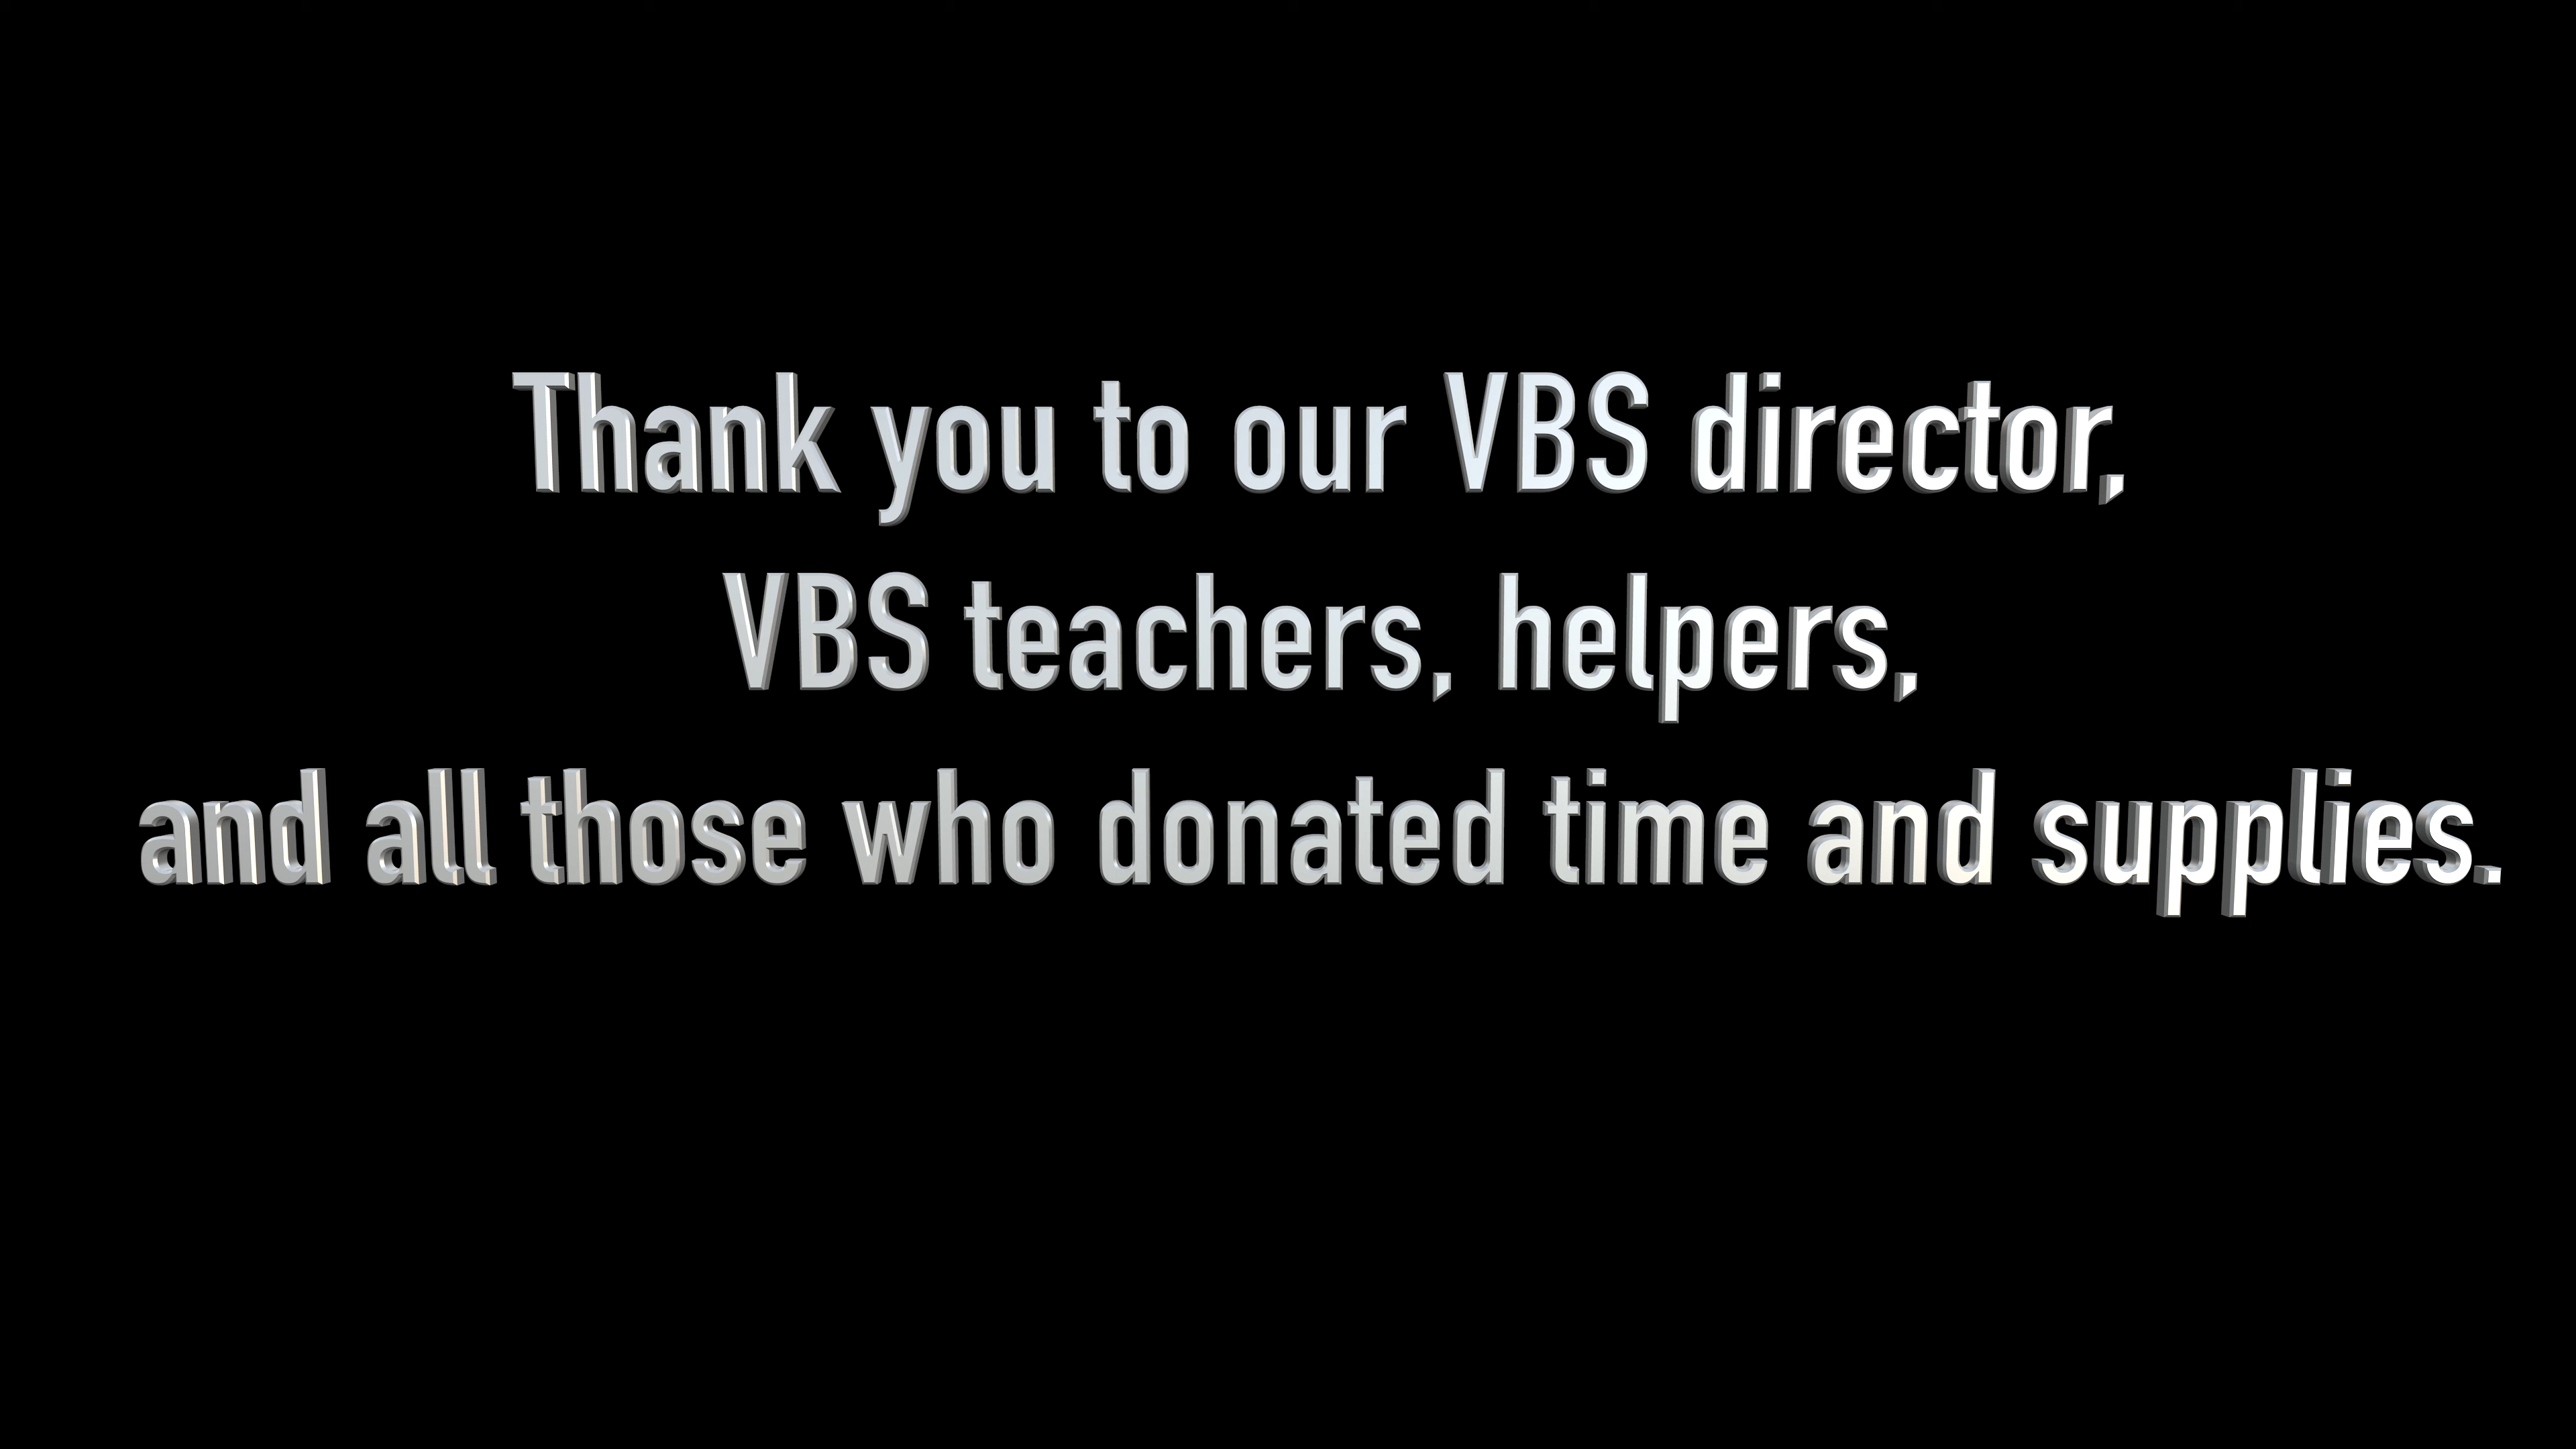 Thank you to our VBS director,
VBS teachers, helpers,
and all those who donated time and supplies.